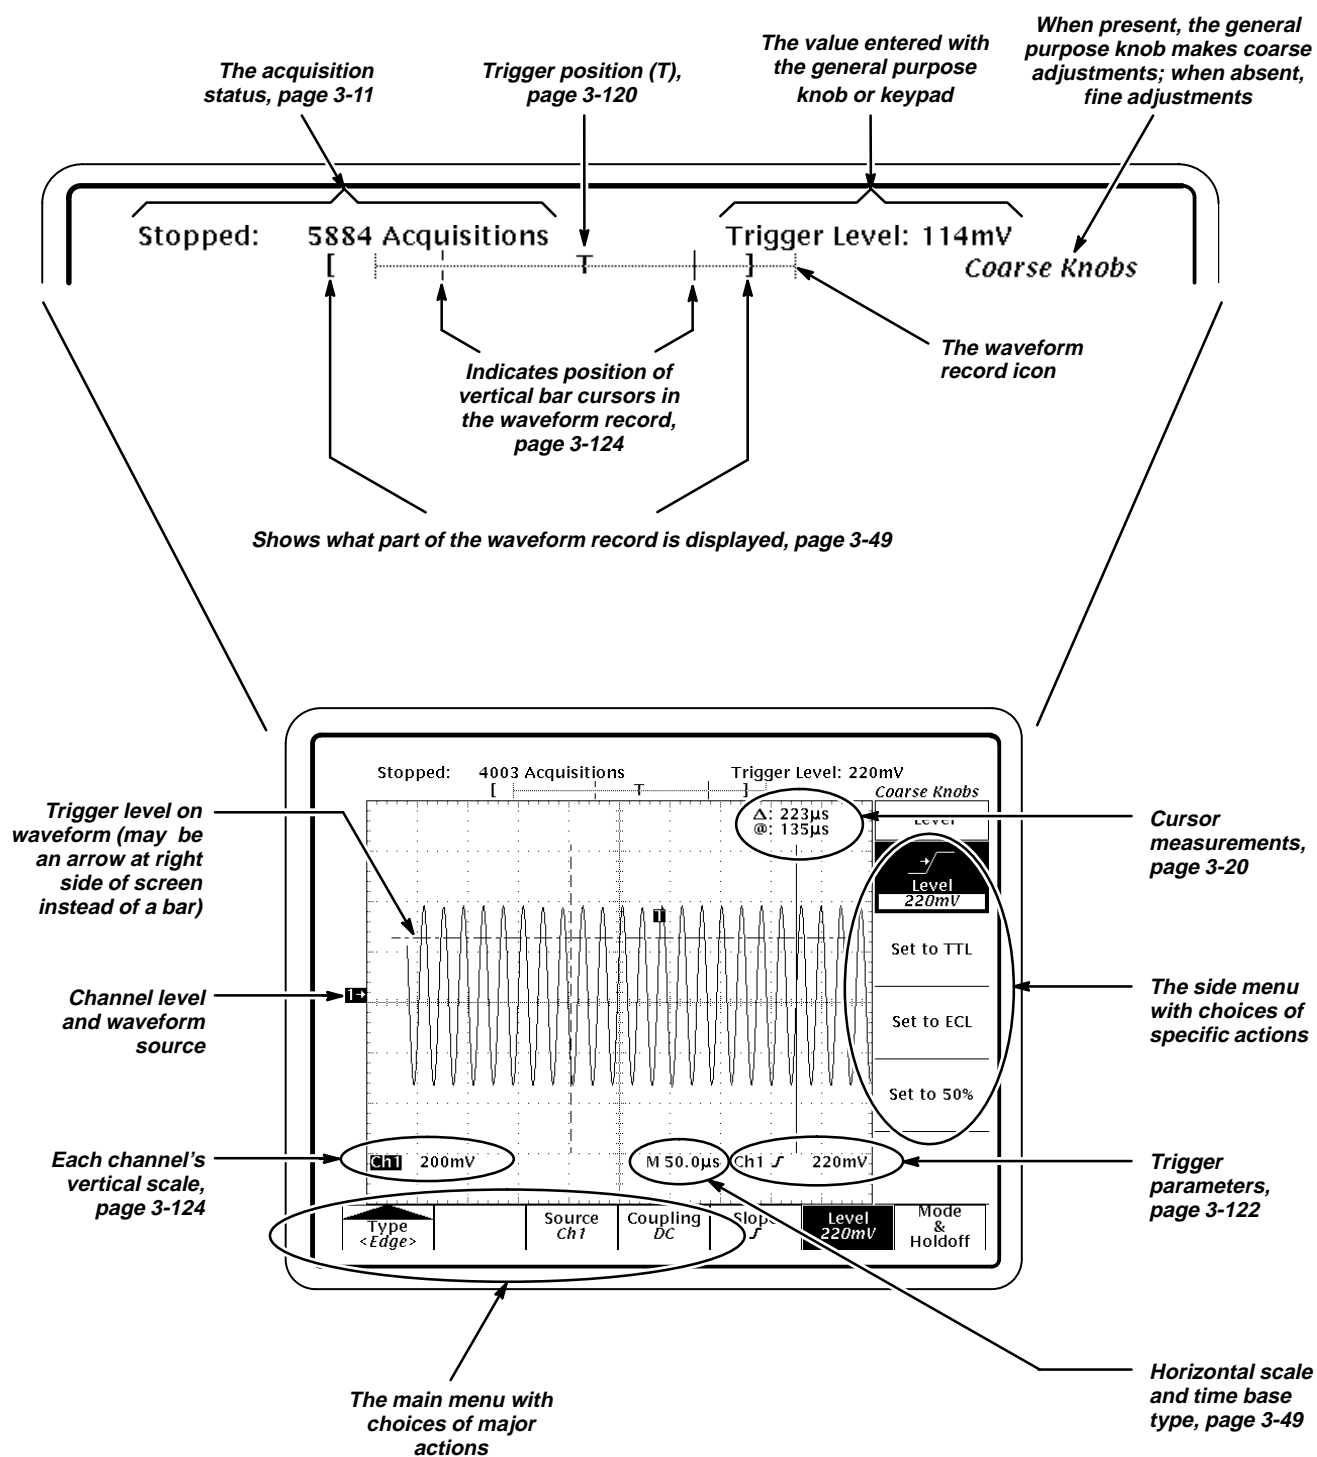 The acquisition
status, page 3-11
Trigger position (T),
page 3-120
The value entered with
the general purpose
knob or keypad
When present, the general
purpose knob makes coarse
adjustments; when absent,
fine adjustments
Stopped: 5884 Acquisitions
Trigger Level: 114mV
[ T ]
Coarse Knobs
The waveform
record icon
Indicates position of
vertical bar cursors in
the waveform record,
page 3-124
Shows what part of the waveform record is displayed, page 3-49
Stopped: 4003 Acquisitions
Trigger Level: 220mV
[ T ]
Coarse Knobs
Δ: 223µs
@: 135µs
Level
Level
220mV
Set to TTL
Set to ECL
Set to 50%
T
1→
Ch1 200mV
M 50.0µs
Ch1 220mV
Type
<Edge>
Source
Ch1
Coupling
DC
Slope
Level
220mV
Mode
&
Holdoff
Trigger level on
waveform (may be
an arrow at right
side of screen
instead of a bar)
Channel level
and waveform
source
Each channel's
vertical scale,
page 3-124
Cursor
measurements,
page 3-20
The side menu
with choices of
specific actions
Trigger
parameters,
page 3-122
Horizontal scale
and time base
type, page 3-49
The main menu with
choices of major
actions